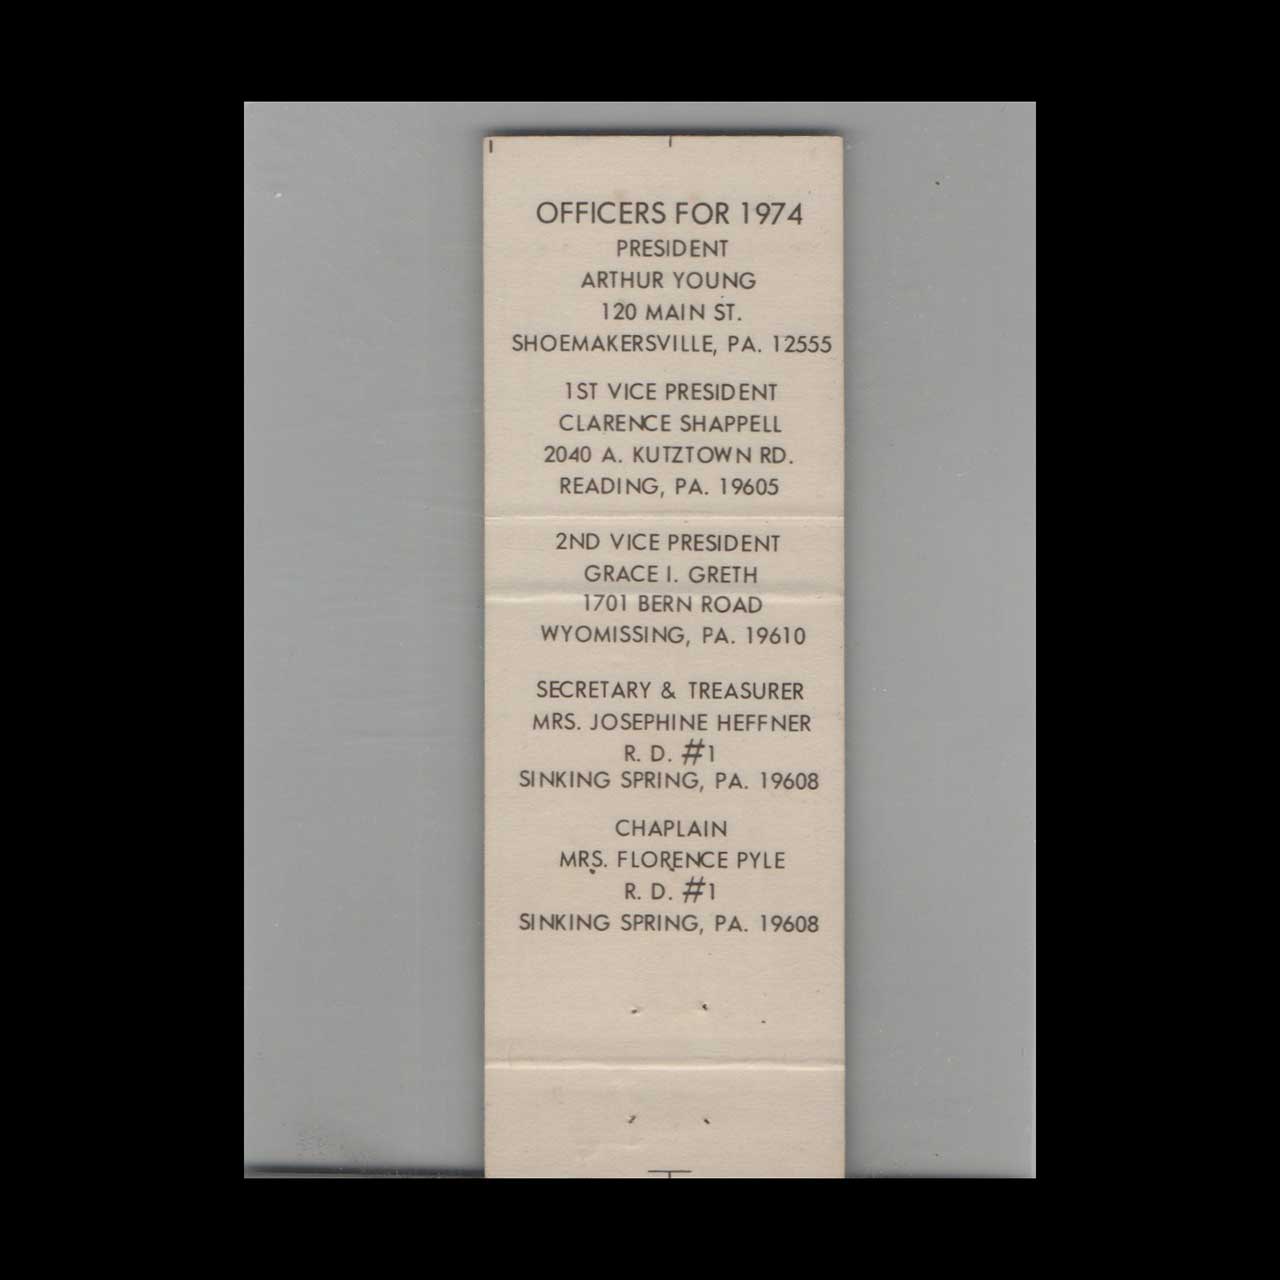 OFFICERS FOR 1974
PRESIDENT
ARTHUR YOUNG
120 MAIN ST.
SHOEMAKERSVILLE, PA. 12555
1ST VICE PRESIDENT
CLARENCE SHAPPELL
2040 A. KUTZTOWN RD.
READING, PA. 19605
2ND VICE PRESIDENT
GRACE I. GRETH
1701 BERN ROAD
WYOMISSING, PA. 19610
SECRETARY & TREASURER
MRS. JOSEPHINE HEFFNER
R. D. #1
SINKING SPRING, PA. 19608
CHAPLAIN
MRS. FLORENCE PYLE
R. D. #1
SINKING SPRING, PA. 19608